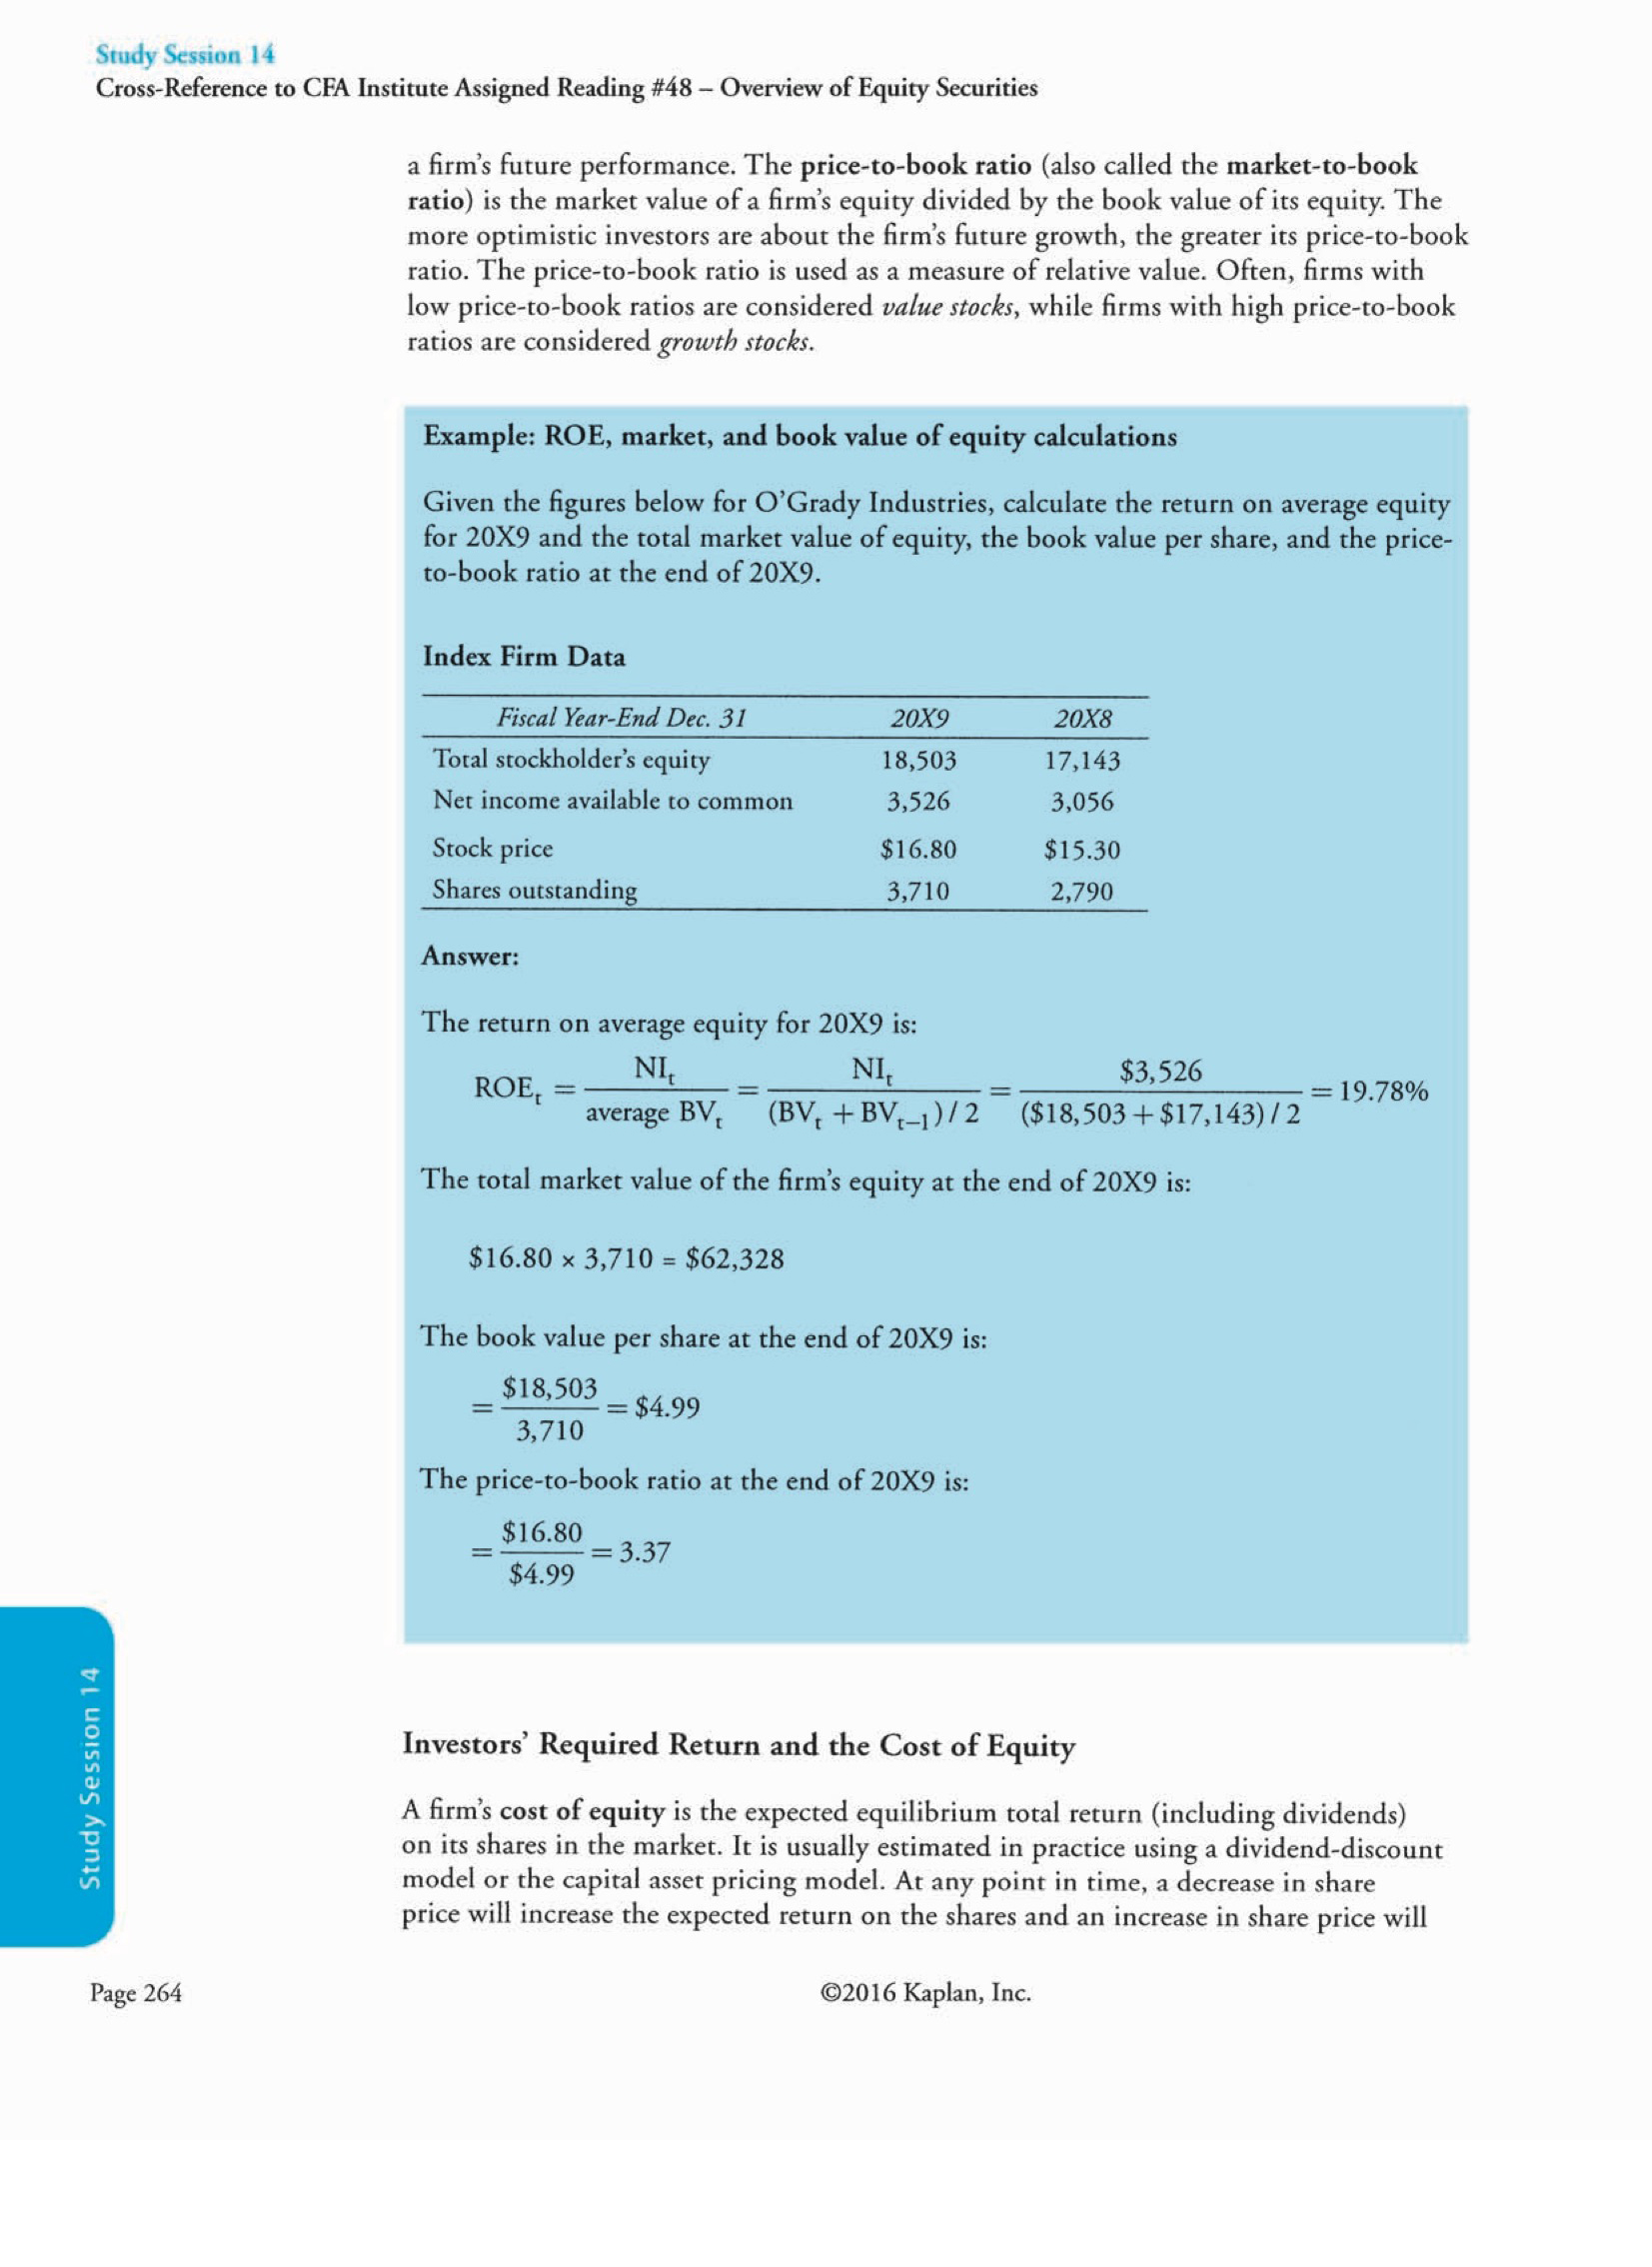 Study Session 14
Cross-Reference to CFA Institute Assigned Reading #48 – Overview of Equity Securities
a firm's future performance. The price-to-book ratio (also called the market-to-book
ratio) is the market value of a firm's equity divided by the book value of its equity. The
more optimistic investors are about the firm's future growth, the greater its price-to-book
ratio. The price-to-book ratio is used as a measure of relative value. Often, firms with
low price-to-book ratios are considered value stocks, while firms with high price-to-book
ratios are considered growth stocks.
Example: ROE, market, and book value of equity calculations
Given the figures below for O'Grady Industries, calculate the return on average equity
for 20X9 and the total market value of equity, the book value per share, and the price-
to-book ratio at the end of 20X9.
Index Firm Data
Fiscal Year-End Dec. 31 20X9 20X8
Total stockholder's equity 18,503 17,143
Net income available to common 3,526 3,056
Stock price $16.80 $15.30
Shares outstanding 3,710 2,790
Answer:
The return on average equity for 20X9 is:
ROEt = NIt / average BVt = NIt / (BVt + BVt–1) / 2 = $3,526 / ($18,503 + $17,143) / 2 = 19.78%
The total market value of the firm's equity at the end of 20X9 is:
$16.80 × 3,710 = $62,328
The book value per share at the end of 20X9 is:
= $18,503 / 3,710 = $4.99
The price-to-book ratio at the end of 20X9 is:
= $16.80 / $4.99 = 3.37
Investors' Required Return and the Cost of Equity
A firm's cost of equity is the expected equilibrium total return (including dividends)
on its shares in the market. It is usually estimated in practice using a dividend-discount
model or the capital asset pricing model. At any point in time, a decrease in share
price will increase the expected return on the shares and an increase in share price will
Study Session 14
Page 264
©2016 Kaplan, Inc.